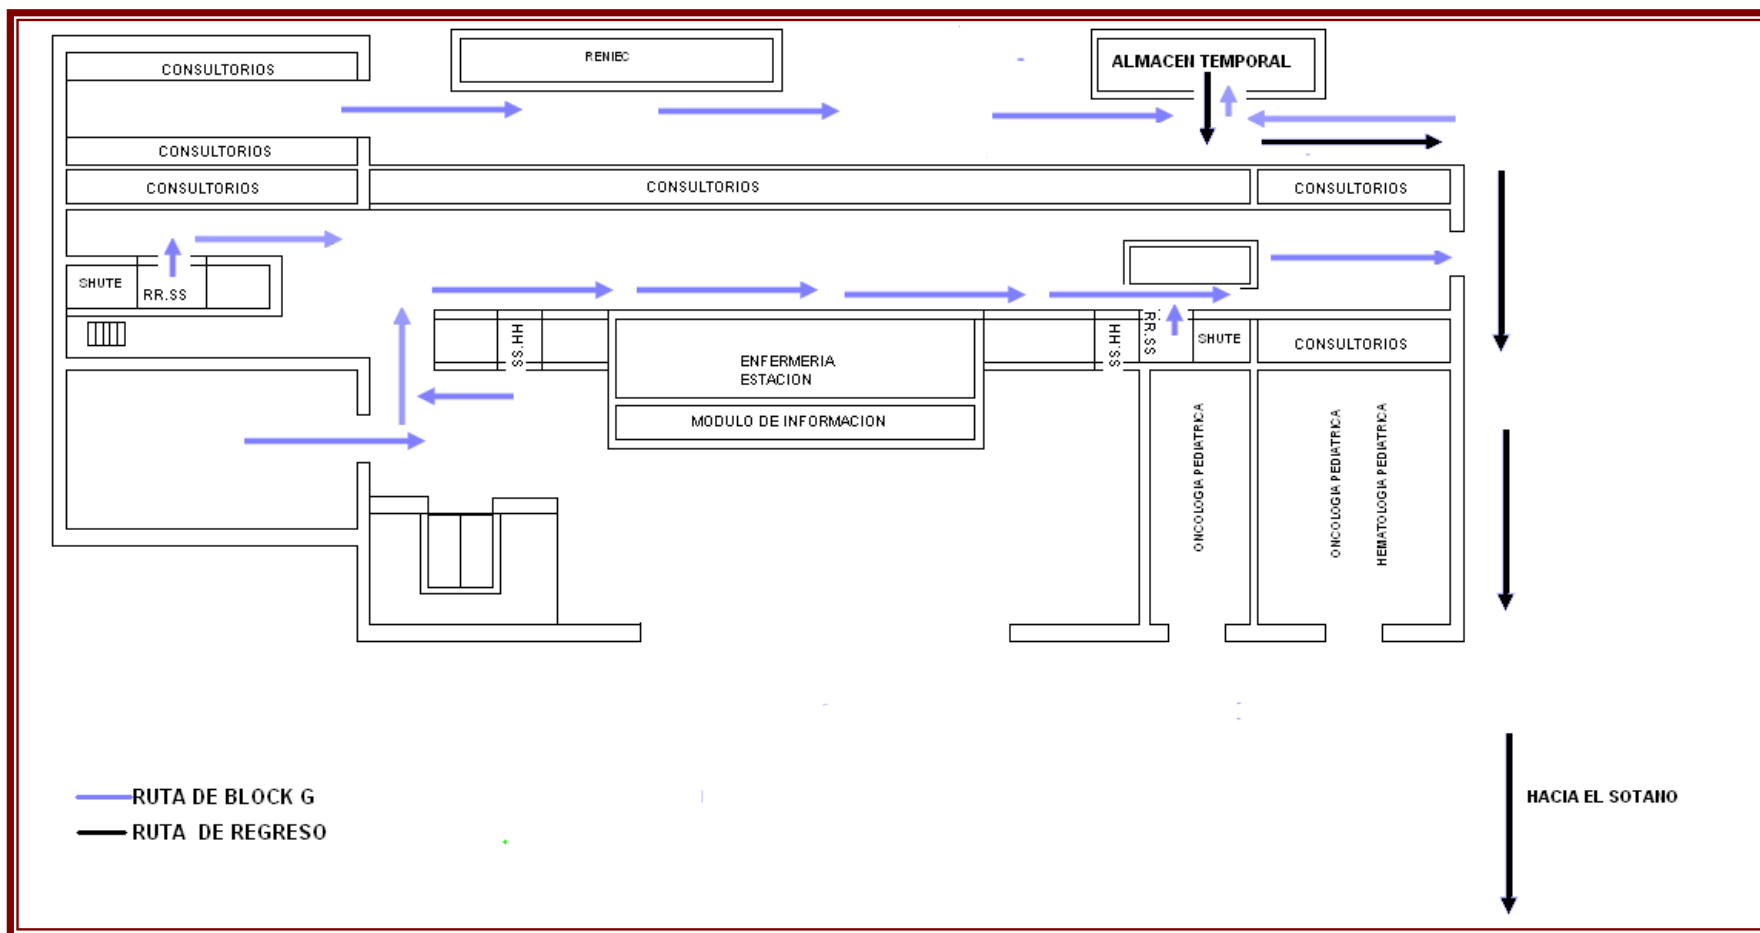 CONSULTORIOS
RENIEC
ALMACEN TEMPORAL
CONSULTORIOS
CONSULTORIOS
CONSULTORIOS
CONSULTORIOS
SHUTE
RR.SS
HH.SS
ENFERMERIA
ESTACION
MODULO DE INFORMACION
HH.SS
RR.SS
SHUTE
CONSULTORIOS
ONCOLOGIA PEDIATRICA
ONCOLOGIA PEDIATRICA
HEMATOLOGIA PEDIATRICA
RUTA DE BLOCK G
RUTA DE REGRESO
HACIA EL SOTANO